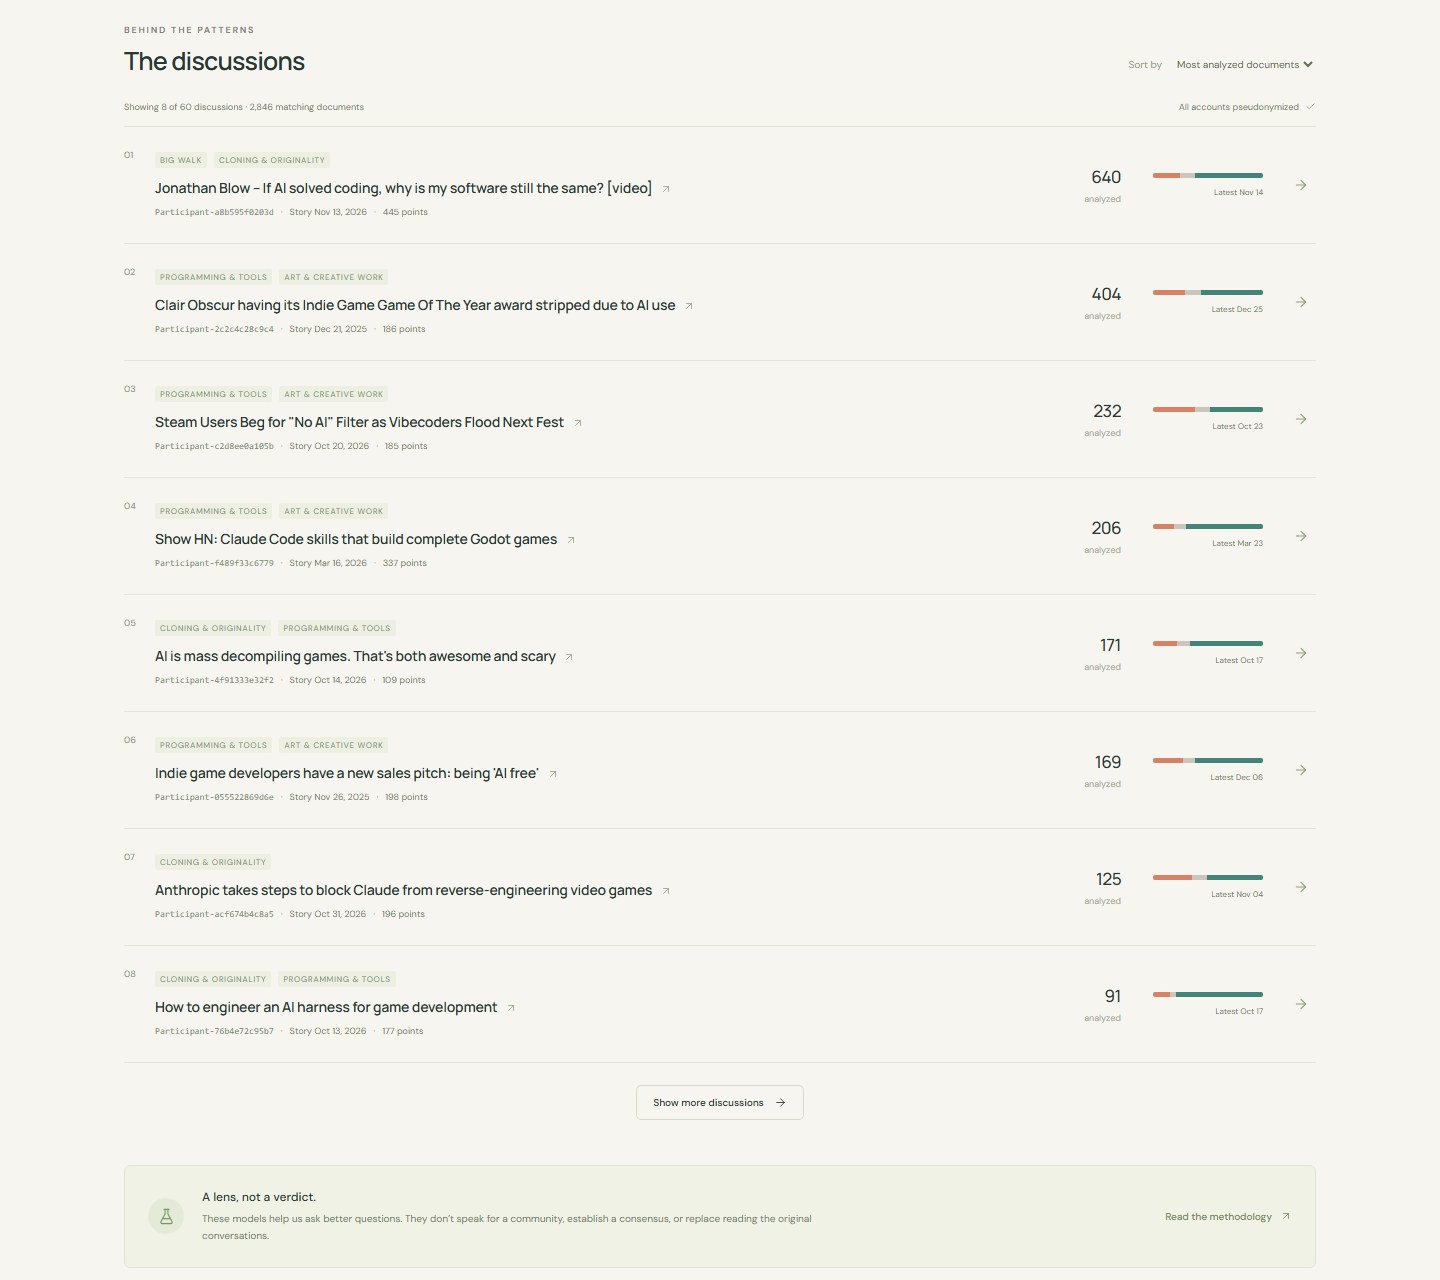 BEHIND THE PATTERNS
The discussions
Sort by Most analyzed documents
Showing 8 of 60 discussions · 2,846 matching documents
All accounts pseudonymized
01
BIG WALK CLONING & ORIGINALITY
Jonathan Blow – If AI solved coding, why is my software still the same? [video]
Participant-a8b595f0203d · Story Nov 13, 2026 · 445 points
640
analyzed
Latest Nov 14
02
PROGRAMMING & TOOLS ART & CREATIVE WORK
Clair Obscur having its Indie Game Game Of The Year award stripped due to AI use
Participant-2c2c4c28c9c4 · Story Dec 21, 2025 · 186 points
404
analyzed
Latest Dec 25
03
PROGRAMMING & TOOLS ART & CREATIVE WORK
Steam Users Beg for "No AI" Filter as Vibecoders Flood Next Fest
Participant-c2d8ee0a105b · Story Oct 20, 2026 · 185 points
232
analyzed
Latest Oct 23
04
PROGRAMMING & TOOLS ART & CREATIVE WORK
Show HN: Claude Code skills that build complete Godot games
Participant-f489f33c6779 · Story Mar 16, 2026 · 337 points
206
analyzed
Latest Mar 23
05
CLONING & ORIGINALITY PROGRAMMING & TOOLS
AI is mass decompiling games. That's both awesome and scary
Participant-4f91333e32f2 · Story Oct 14, 2026 · 109 points
171
analyzed
Latest Oct 17
06
PROGRAMMING & TOOLS ART & CREATIVE WORK
Indie game developers have a new sales pitch: being 'AI free'
Participant-055522869d6e · Story Nov 26, 2025 · 198 points
169
analyzed
Latest Dec 06
07
CLONING & ORIGINALITY
Anthropic takes steps to block Claude from reverse-engineering video games
Participant-acf674b4c8a5 · Story Oct 31, 2026 · 196 points
125
analyzed
Latest Nov 04
08
CLONING & ORIGINALITY PROGRAMMING & TOOLS
How to engineer an AI harness for game development
Participant-76b4e72c95b7 · Story Oct 13, 2026 · 177 points
91
analyzed
Latest Oct 17
Show more discussions
A lens, not a verdict.
These models help us ask better questions. They don't speak for a community, establish a consensus, or replace reading the original
conversations.
Read the methodology